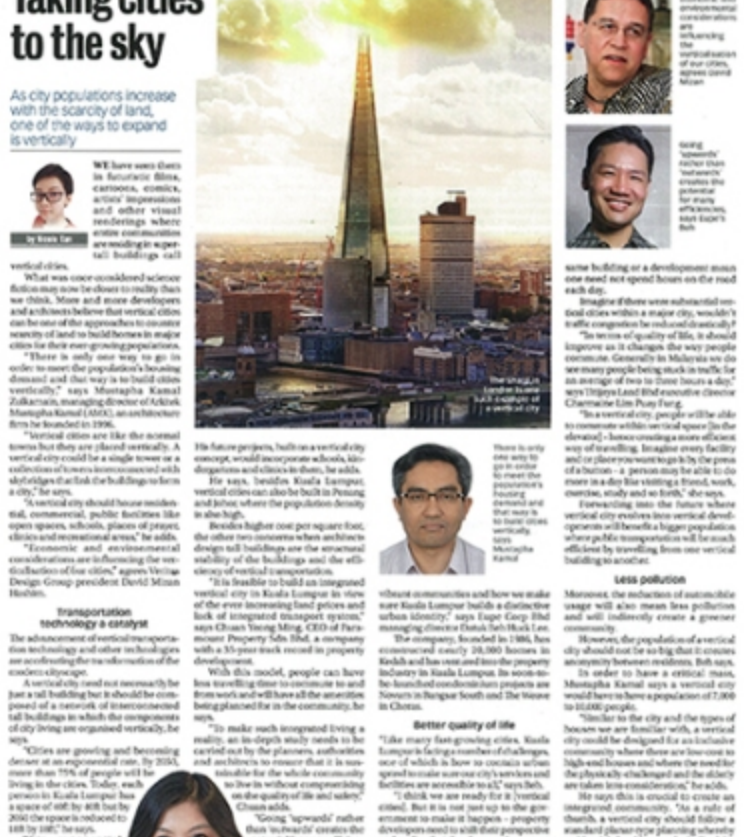 Taking cities
to the sky
As city populations increase
with the scarcity of land,
one of the ways to expand
is vertically
WE have seen them
in futuristic films,
cartoons, comics,
artists' impressions
and other visual
renderings where
entire communities
are residing in super-
tall buildings call
vertical cities.
What was once considered science
fiction may now be closer to reality than
we think. More and more developers
and architects believe that vertical cities
can be one of the approaches to counter
scarcity of land to build homes in major
cities for their ever-growing populations.
"There is only one way to go in
order to meet the population's housing
demand and that way is to build cities
vertically," says Mustapha Kamal
Zulkarnain, managing director of
Mustapha Kamal (AMK), an architecture
firm he founded in 1996.
"Vertical cities are like the normal
towns but they are placed vertically. A
vertical city could be a single tower or a
collection of towers interconnected with
skybridges that link the buildings to form
a city," he says.
"A vertical city should house residen-
tial, commercial, public facilities like
open spaces, schools, places of prayer,
clinics and recreational areas," he adds.
"Economic and environmental
considerations are influencing the ver-
ticalisation of our cities," agrees Veritas
Design Group president David Mizan
Hashim.
Transportation
technology a catalyst
The advancement of vertical transporta-
tion technology and other technologies
are accelerating the transformation of the
modern cityscape.
A vertical city need not necessarily be
just a tall building but it should be com-
posed of a network of interconnected
tall buildings in which the components
of city living are organised vertically, he
says.
"Cities are growing and becoming
denser at an exponential rate. By 2050,
more than 75% of people will be
living in the cities. Today, each
person in Kuala Lumpur has
a space of by but by
2050 the space is reduced to
he says.
The Shard in
London is one
such example of
a vertical city
His future projects, built on a vertical city
concept, would incorporate schools, kin-
dergartens and clinics in them, he adds.
He says, besides Kuala Lumpur,
vertical cities can also be built in Penang
and Johor, where the population density
is also high.
Besides higher cost per square foot,
the other two concerns when architects
design tall buildings are the structural
stability of the buildings and the effi-
ciency of vertical transportation.
"It is feasible to build an integrated
vertical city in Kuala Lumpur in view
of the ever-increasing land prices and
lack of integrated transport system,"
says Chuan Yeong Ming, CEO of Para-
mount Property Sdn Bhd, a company
with a 35-year track record in property
development.
With this model, people can have
less travelling time to commute to and
from work and will have all the amenities
being planned for in the community, he
says.
"To make such integrated living a
reality, an in-depth study needs to be
carried out by the planners, authorities
and architects to ensure that it is sus-
tainable for the whole community
to live in without compromising
on the quality of life and safety,"
Chuan adds.
"Going 'upwards' rather
than 'outwards' creates the
There is only
one way to
go in order
to meet the
population's
housing
demand and
that way is
to build cities
vertically,
says
Mustapha
Kamal
vibrant communities and how we make
sure Kuala Lumpur builds a distinctive
urban identity," says Eupe Corp Bhd
managing director Datuk Beh Huck Lee.
The company, founded in 1986, has
constructed nearly 20,000 homes in
Kedah and has ventured into the property
industry in Kuala Lumpur. Its soon-to-
be-launched condominium projects are
Novum in Bangsar South and The Weave
in Cheras.
Better quality of life
"Like many fast-growing cities, Kuala
Lumpur is facing a number of challenges,
one of which is how to contain urban
sprawl to make sure our city's services and
facilities are accessible to all," says Beh.
"I think we are ready for it [vertical
cities]. But it is not just up to the gov-
ernment to make it happen – property
developers need to shift their perspective
environmental
considerations
are
influencing
the
verticalisation
of our cities,
agrees David
Mizan
Going
'upwards'
rather than
'outwards'
creates the
potential
for many
efficiencies,
says Eupe's
Beh
same building or a development mean
one need not spend hours on the road
each day.
Imagine if there were substantial ver-
tical cities within a major city, wouldn't
traffic congestion be reduced drastically?
"In terms of quality of life, it should
improve as it changes the way people
commute. Generally in Malaysia we do
see many people being stuck in traffic for
an average of two to three hours a day,"
says Trijaya Land Bhd executive director
Charmaine Lim Puay Fung.
"In a vertical city, people will be able
to commute within vertical space [in the
elevator] – hence creating a more efficient
way of travelling. Imagine every facility
and or place you want to go is by the press
of a button – a person may be able to do
more in a day like visiting a friend, work,
exercise, study and so forth," she says.
Forwarding into the future where
vertical city evolves into vertical devel-
opments will benefit a bigger population
where public transportation will be much
efficient by travelling from one vertical
building to another.
Less pollution
Moreover, the reduction of automobile
usage will also mean less pollution
and will indirectly create a greener
community.
However, the population of a vertical
city should not be so big that it creates
anonymity between residents, Beh says.
In order to have a critical mass,
Mustapha Kamal says a vertical city
would have to have a population of 7,000
to 10,000 people.
"Similar to the city and the types of
houses we are familiar with, a vertical
city could be designed for an inclusive
community where there are low-cost to
high-end houses and where the need for
the physically-challenged and the elderly
are taken into consideration," he adds.
He says this is crucial to create an
integrated community. "As a rule of
thumb, a vertical city should follow a
standard place-type planning whereby